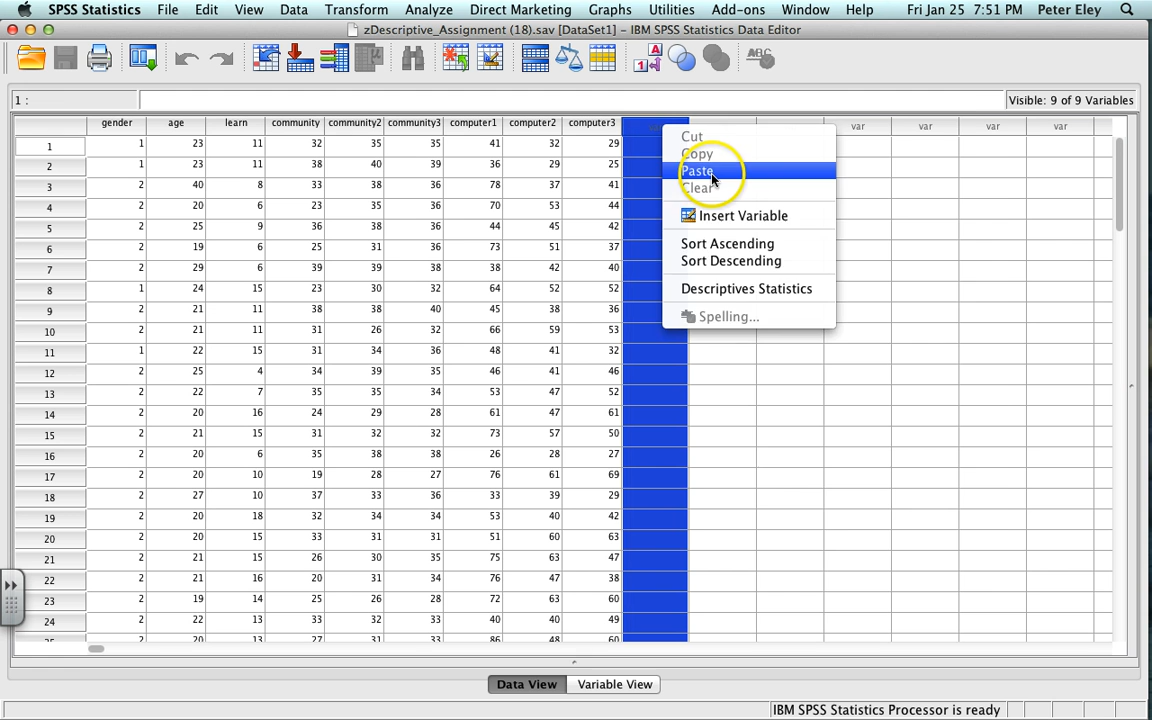 SPSS Statistics File Edit View Data Transform Analyze Direct Marketing Graphs Utilities Add-ons Window Help Fri Jan 25 7:51 PM Peter Eley
zDescriptive_Assignment (18).sav [DataSet1] – IBM SPSS Statistics Data Editor
1 : Visible: 9 of 9 Variables
gender age learn community community2 community3 computer1 computer2 computer3 var var var var
1 1 23 11 32 35 35 41 32 29
2 1 23 11 38 40 39 36 29 25
3 2 40 8 33 38 36 78 37 41
4 2 20 6 23 35 36 70 53 44
5 2 25 9 36 38 36 44 45 42
6 2 19 6 25 31 36 73 51 37
7 2 29 6 39 39 38 38 42 40
8 1 24 15 23 30 32 64 52 52
9 2 21 11 38 38 40 45 38 36
10 2 21 11 31 26 32 66 59 53
11 1 22 15 31 34 36 48 41 32
12 2 25 4 34 39 35 46 41 46
13 2 22 7 35 35 34 53 47 52
14 2 20 16 24 29 28 61 47 61
15 2 21 15 31 32 32 73 57 50
16 2 20 6 35 38 38 26 28 27
17 2 20 10 19 28 27 76 61 69
18 2 27 10 37 33 36 33 39 29
19 2 20 18 32 34 34 53 40 42
20 2 20 15 33 31 31 51 60 63
21 2 21 15 26 30 35 75 63 47
22 2 21 16 20 31 34 76 47 38
23 2 19 14 25 26 28 72 63 60
24 2 22 13 33 32 33 40 40 49
25 2 20 13 27 31 33 86 48 60
Cut
Copy
Paste
Clear
Insert Variable
Sort Ascending
Sort Descending
Descriptives Statistics
Spelling...
Data View Variable View
IBM SPSS Statistics Processor is ready